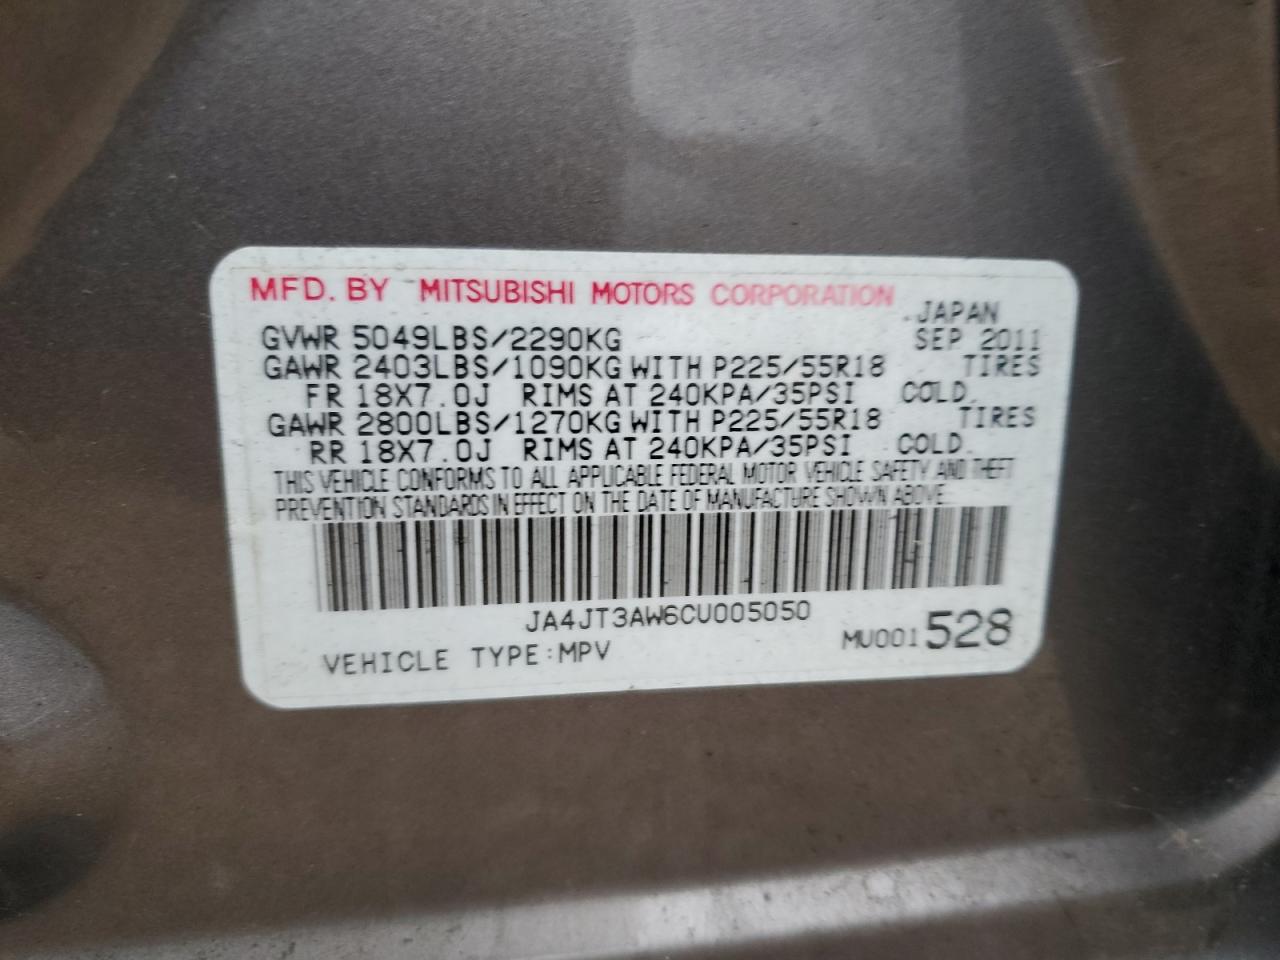 MFD. BY MITSUBISHI MOTORS CORPORATION
JAPAN
GVWR 5049LBS/2290KG SEP 2011
GAWR 2403LBS/1090KG WITH P225/55R18 TIRES
FR 18X7.0J RIMS AT 240KPA/35PSI COLD.
GAWR 2800LBS/1270KG WITH P225/55R18 TIRES
RR 18X7.0J RIMS AT 240KPA/35PSI COLD.
THIS VEHICLE CONFORMS TO ALL APPLICABLE FEDERAL MOTOR VEHICLE SAFETY AND THEFT
PREVENTION STANDARDS IN EFFECT ON THE DATE OF MANUFACTURE SHOWN ABOVE.
JA4JT3AW6CU005050
VEHICLE TYPE:MPV MU001528